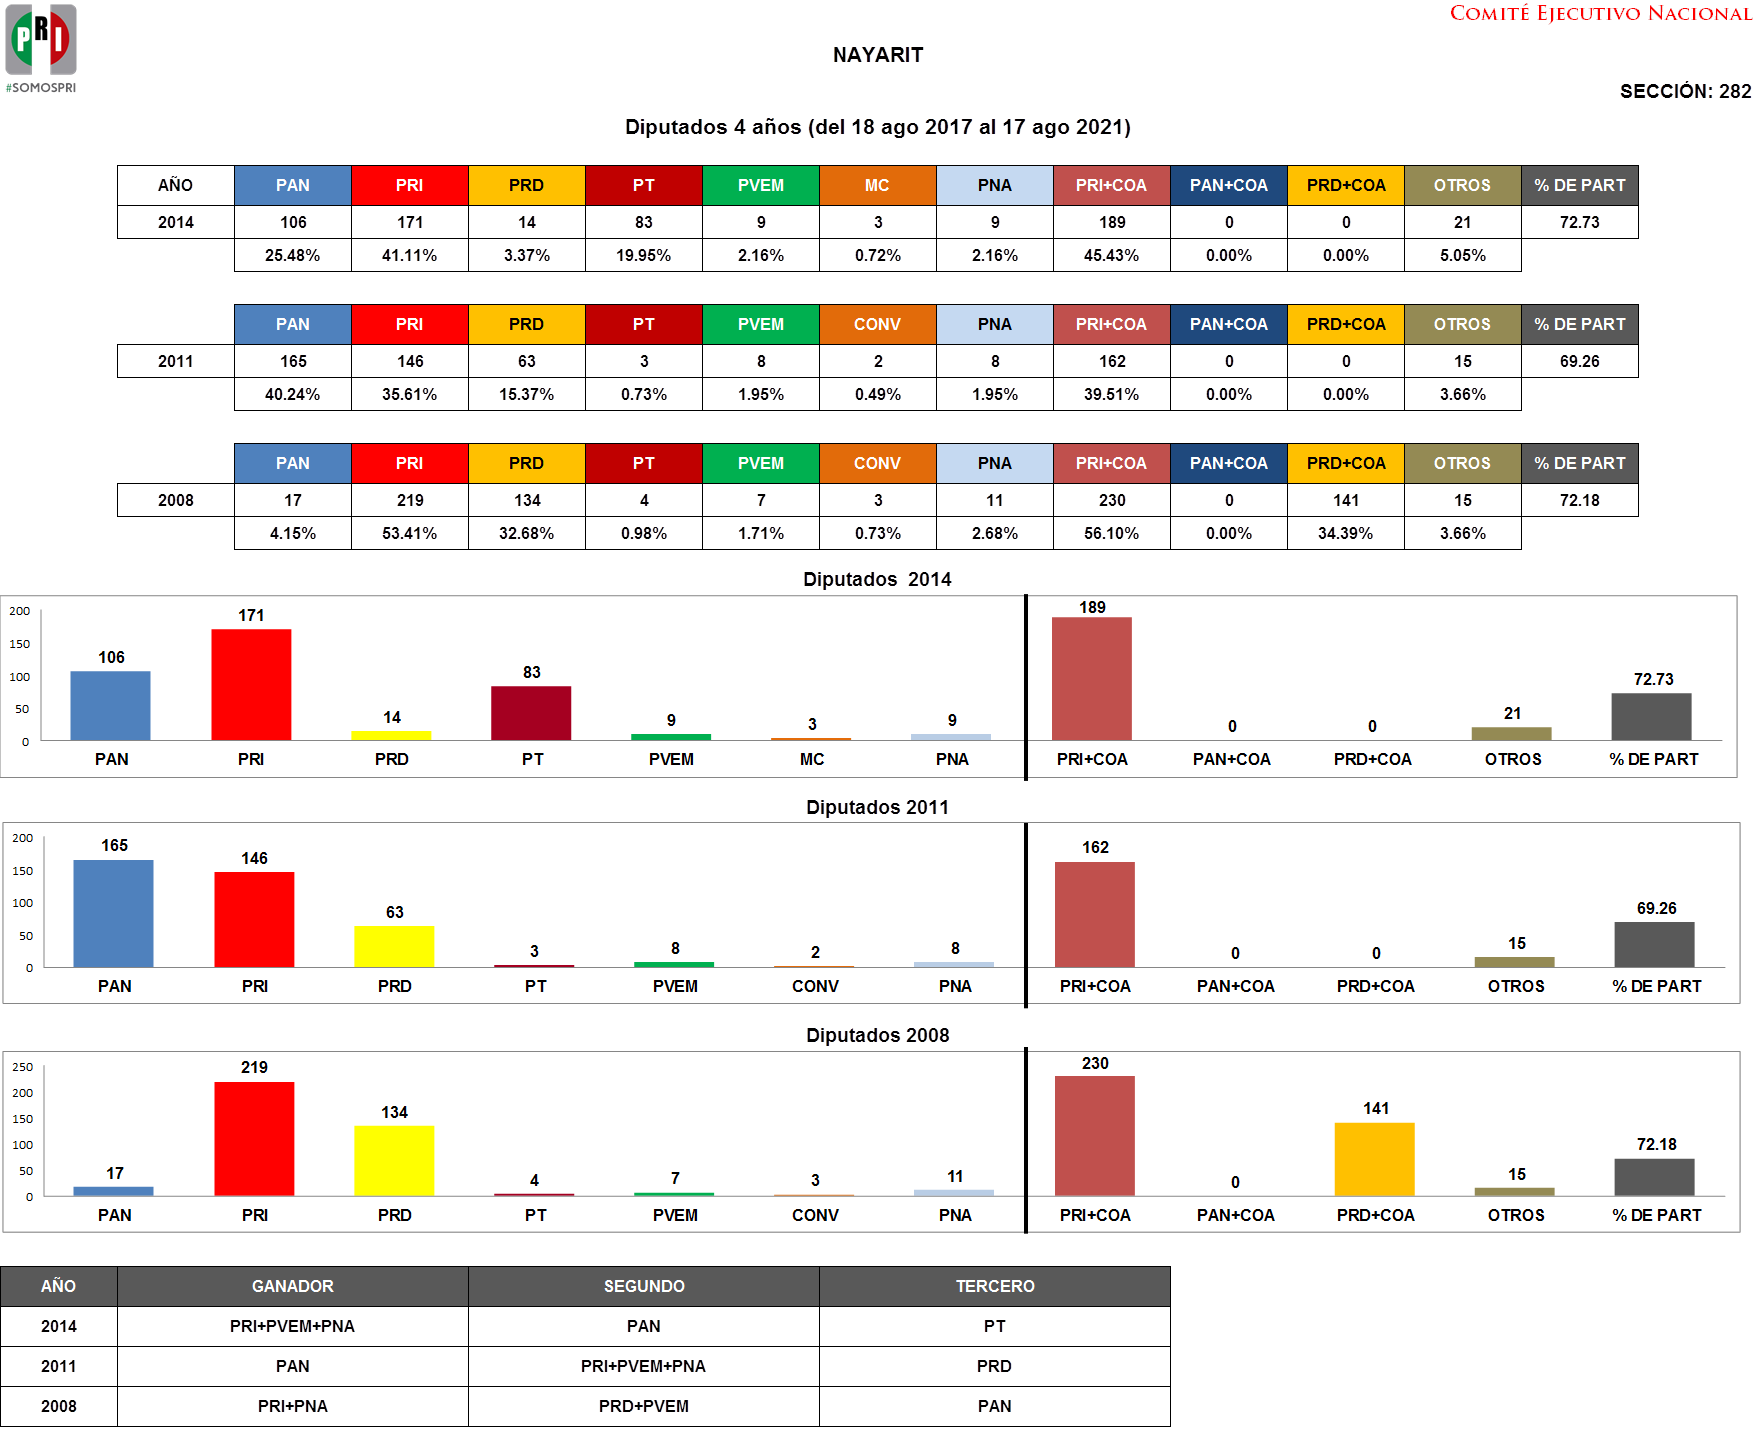 PRI
#SOMOSPRI
COMITÉ EJECUTIVO NACIONAL
NAYARIT
SECCIÓN: 282
Diputados 4 años (del 18 ago 2017 al 17 ago 2021)
AÑO PAN PRI PRD PT PVEM MC PNA PRI+COA PAN+COA PRD+COA OTROS % DE PART
2014 106 171 14 83 9 3 9 189 0 0 21 72.73
25.48% 41.11% 3.37% 19.95% 2.16% 0.72% 2.16% 45.43% 0.00% 0.00% 5.05%
PAN PRI PRD PT PVEM CONV PNA PRI+COA PAN+COA PRD+COA OTROS % DE PART
2011 165 146 63 3 8 2 8 162 0 0 15 69.26
40.24% 35.61% 15.37% 0.73% 1.95% 0.49% 1.95% 39.51% 0.00% 0.00% 3.66%
PAN PRI PRD PT PVEM CONV PNA PRI+COA PAN+COA PRD+COA OTROS % DE PART
2008 17 219 134 4 7 3 11 230 0 141 15 72.18
4.15% 53.41% 32.68% 0.98% 1.71% 0.73% 2.68% 56.10% 0.00% 34.39% 3.66%
Diputados 2014
200
150
100
50
0
106 171 14 83 9 3 9 189 0 0 21 72.73
PAN PRI PRD PT PVEM MC PNA PRI+COA PAN+COA PRD+COA OTROS % DE PART
Diputados 2011
200
150
100
50
0
165 146 63 3 8 2 8 162 0 0 15 69.26
PAN PRI PRD PT PVEM CONV PNA PRI+COA PAN+COA PRD+COA OTROS % DE PART
Diputados 2008
250
200
150
100
50
0
17 219 134 4 7 3 11 230 0 141 15 72.18
PAN PRI PRD PT PVEM CONV PNA PRI+COA PAN+COA PRD+COA OTROS % DE PART
AÑO GANADOR SEGUNDO TERCERO
2014 PRI+PVEM+PNA PAN PT
2011 PAN PRI+PVEM+PNA PRD
2008 PRI+PNA PRD+PVEM PAN